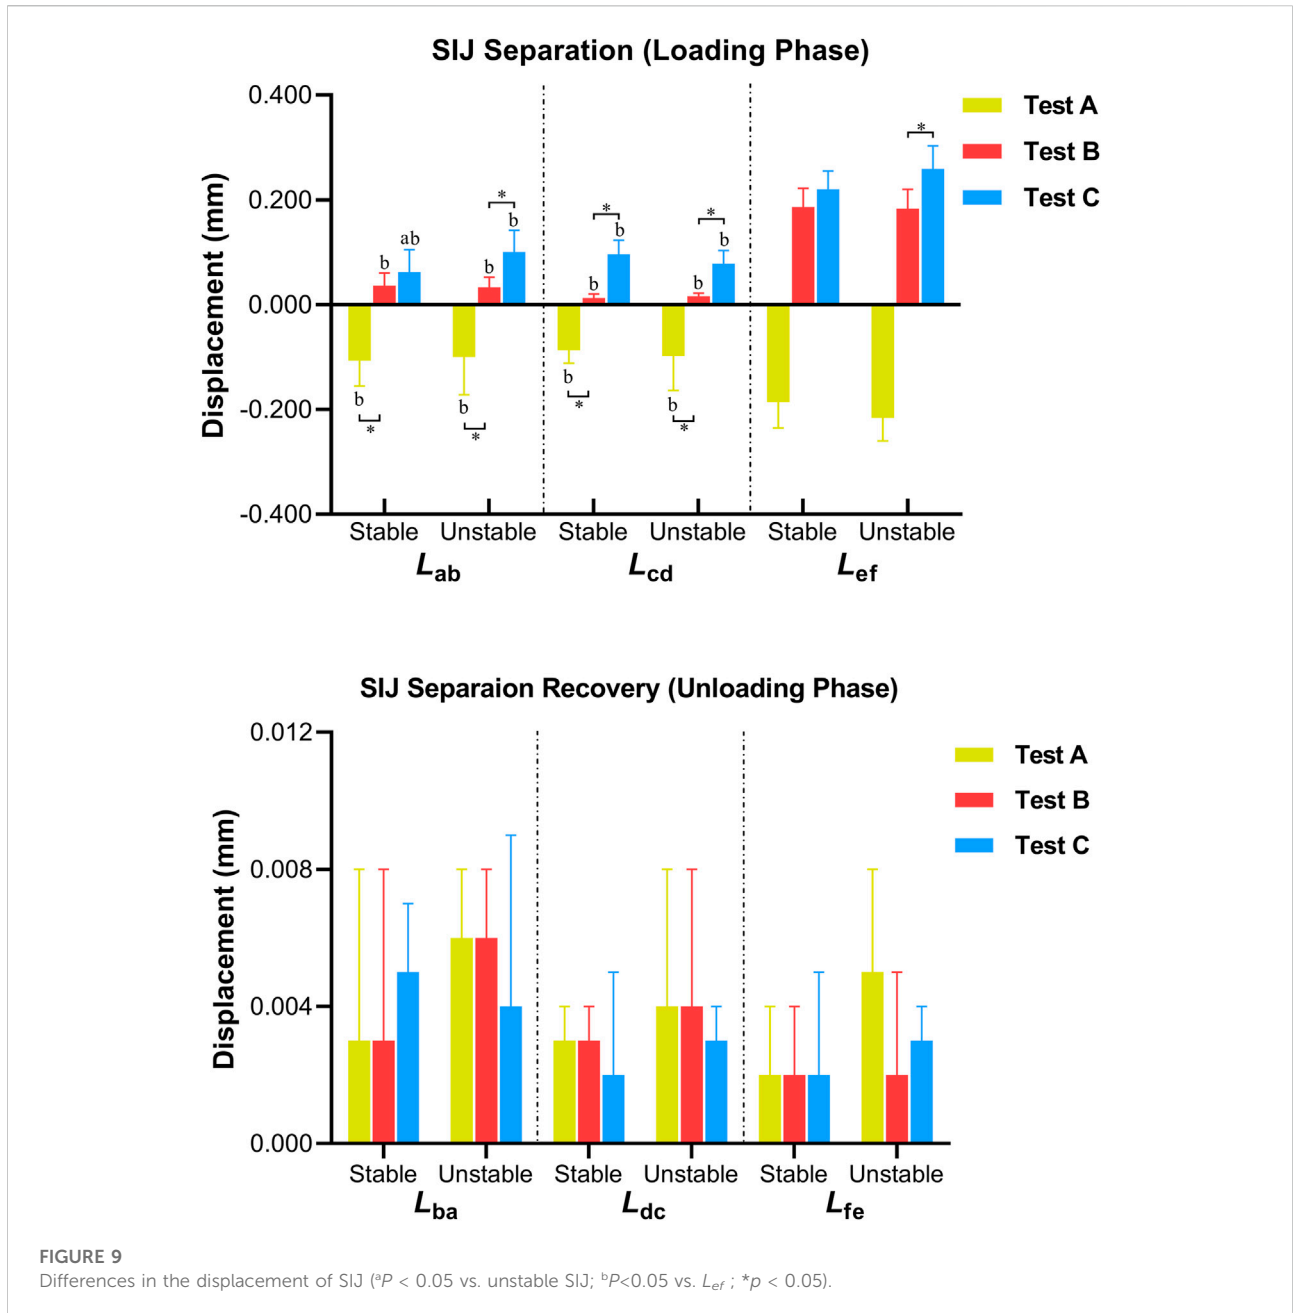 SIJ Separation (Loading Phase)
Displacement (mm)
0.400
0.200
0.000
-0.200
-0.400
Test A
Test B
Test C
b ab
* b b
b *
b *
* b b
b *
* b b
b *
*
Stable Unstable Stable Unstable Stable Unstable
Lab Lcd Lef
SIJ Separaion Recovery (Unloading Phase)
Displacement (mm)
0.012
0.008
0.004
0.000
Test A
Test B
Test C
Stable Unstable Stable Unstable Stable Unstable
Lba Ldc Lfe
FIGURE 9
Differences in the displacement of SIJ (ᵃP < 0.05 vs. unstable SIJ; ᵇP<0.05 vs. Lef ; *p < 0.05).